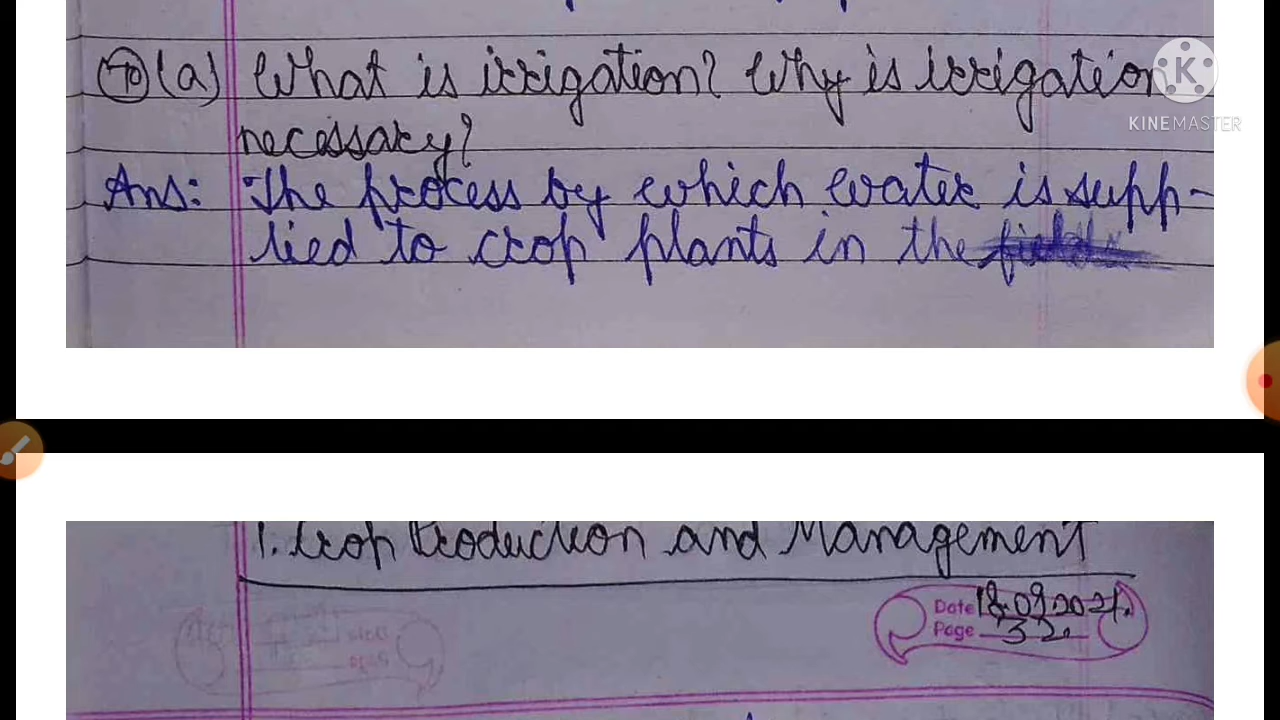 70 (a) What is irrigation? Why is irrigation
necessary?
Ans: The process by which water is supp-
lied to crop plants in the
KINEMASTER
1. Crop Production and Management
Date 18.09.2021.
Page 32.